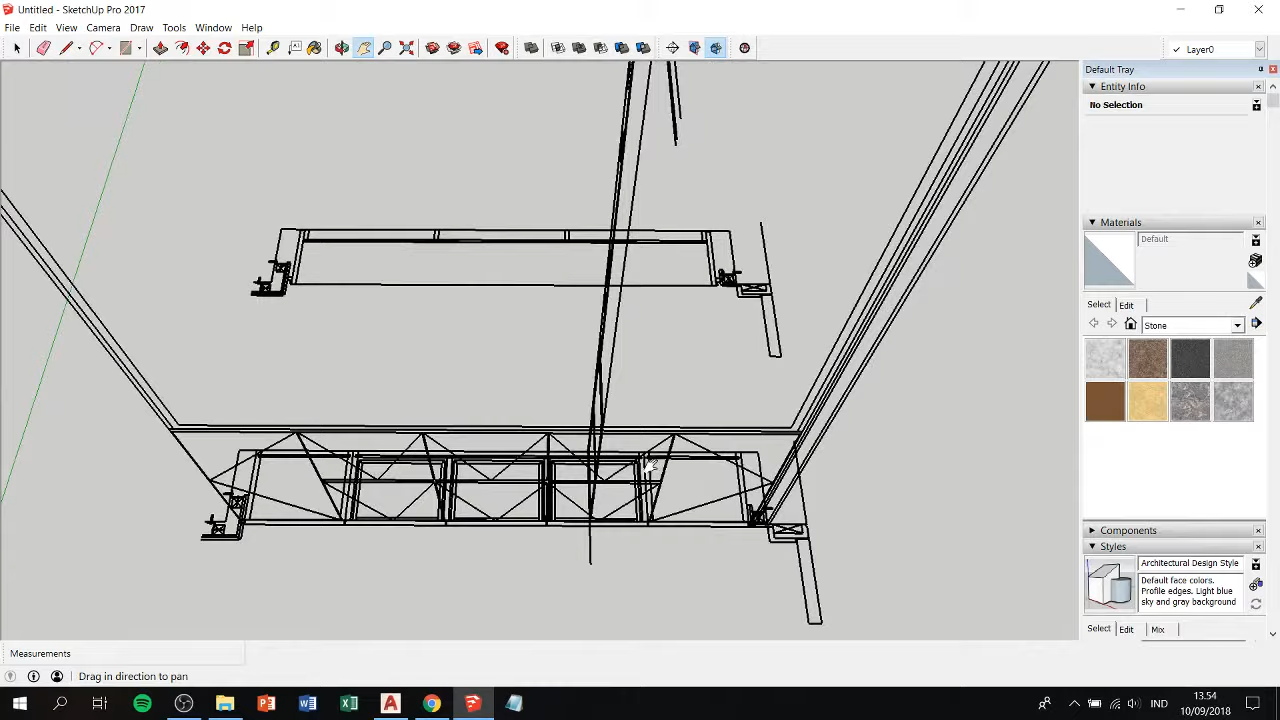 Untitled - SketchUp Pro 2017
File Edit View Camera Draw Tools Window Help
Layer0
Default Tray
Entity Info
No Selection
Materials
Default
Select Edit
Stone
Components
Styles
Architectural Design Style
Default face colors.
Profile edges. Light blue
sky and gray background
Select Edit Mix
Measurements
Drag in direction to pan
IND
13.54
10/09/2018